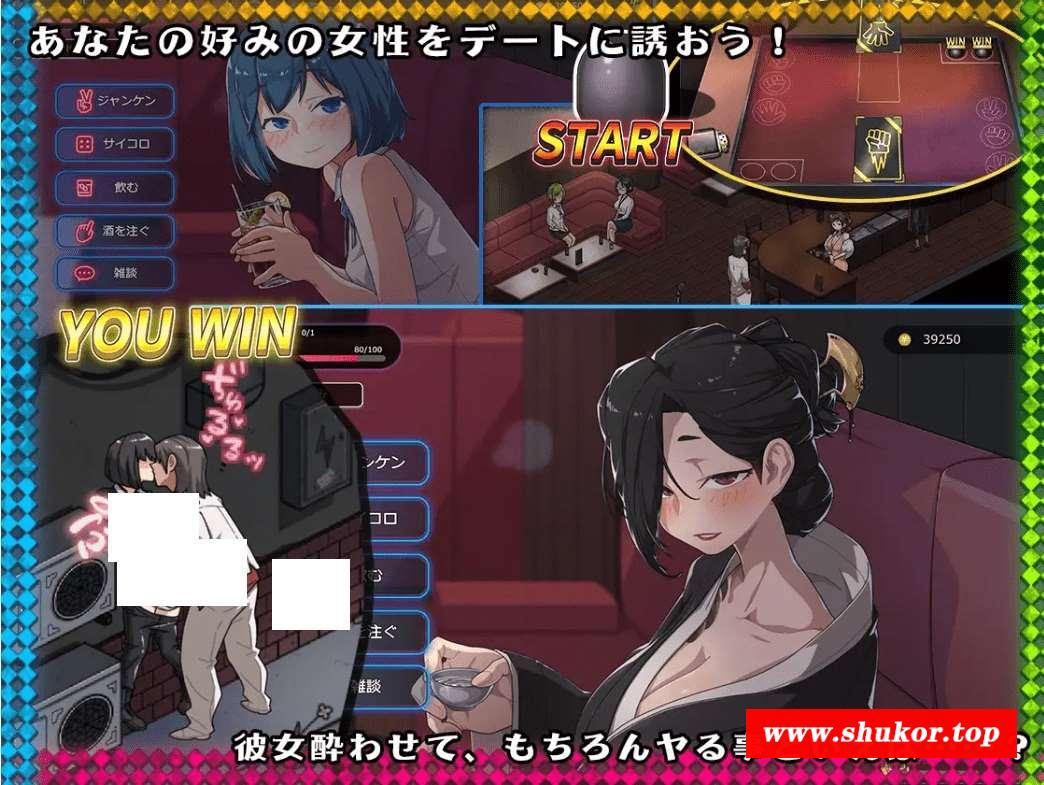 あなたの好みの女性をデートに誘おう！
WIN WIN
ジャンケン
サイコロ
飲む
酒を注ぐ
雑談
START
YOU WIN
0/1
80/100
39250
ンケン
コロ
む
注ぐ
雑談
彼女酔わせて、もちろんヤる事
www.shukor.top